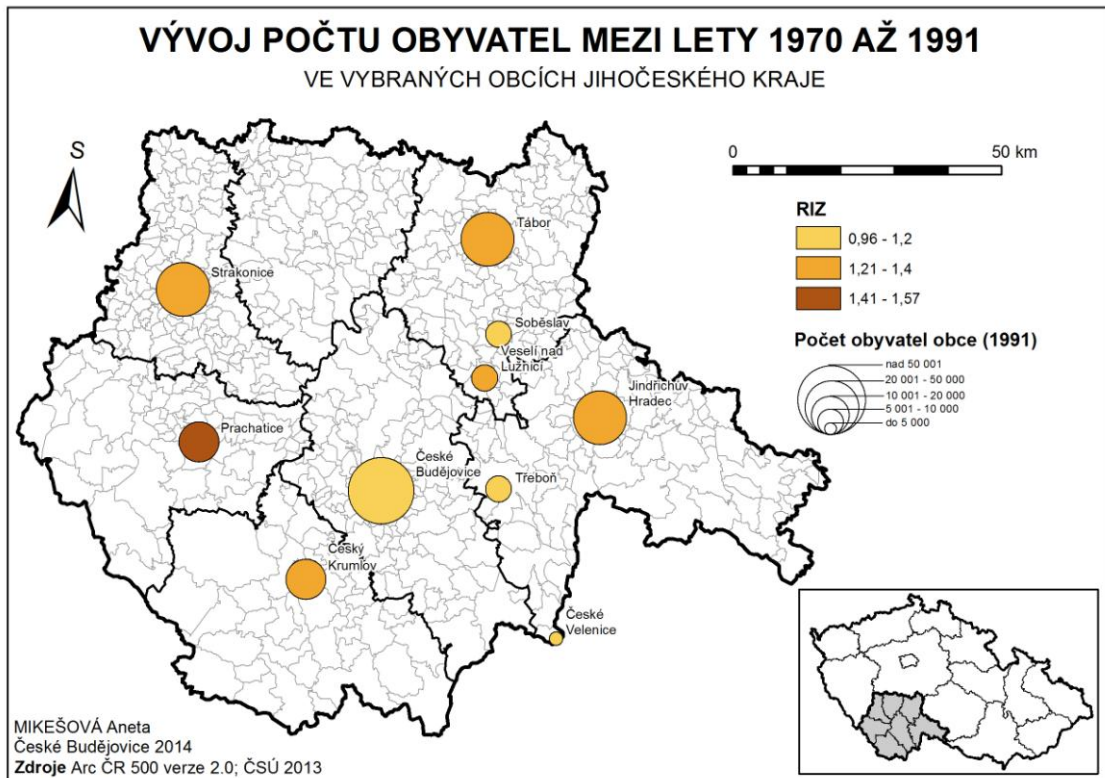 VÝVOJ POČTU OBYVATEL MEZI LETY 1970 AŽ 1991
VE VYBRANÝCH OBCÍCH JIHOČESKÉHO KRAJE
S
0 50 km
RIZ
0,96 - 1,2
1,21 - 1,4
1,41 - 1,57
Počet obyvatel obce (1991)
nad 50 001
20 001 - 50 000
10 001 - 20 000
5 001 - 10 000
do 5 000
Tábor
Strakonice
Soběslav
Veselí nad
Lužnicí
Jindřichův
Hradec
Prachatice
České
Budějovice
Třeboň
Český
Krumlov
České
Velenice
MIKEŠOVÁ Aneta
České Budějovice 2014
Zdroje Arc ČR 500 verze 2.0; ČSÚ 2013